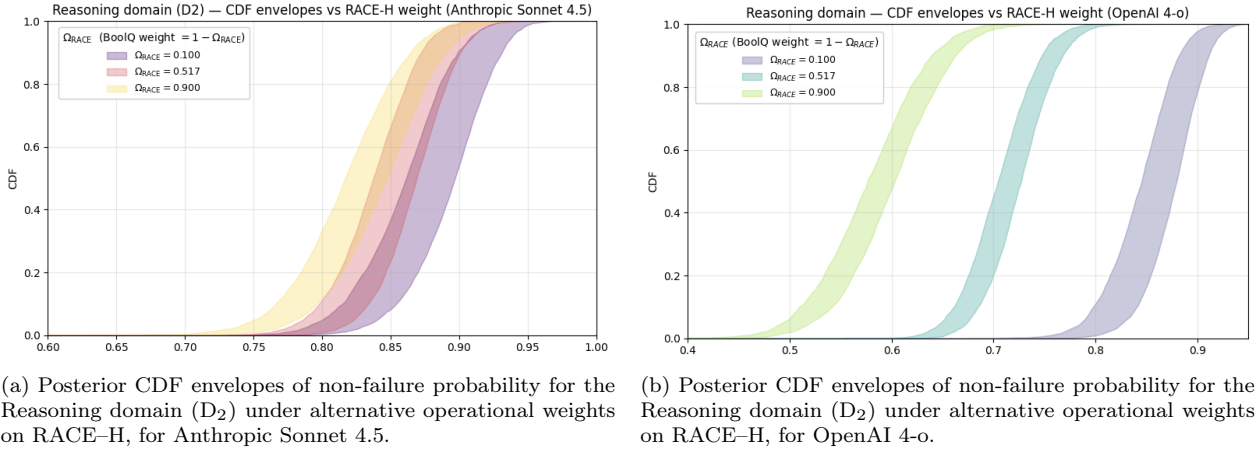 Reasoning domain (D2) — CDF envelopes vs RACE-H weight (Anthropic Sonnet 4.5)
Ω_RACE (BoolQ weight = 1 − Ω_RACE)
Ω_RACE = 0.100
Ω_RACE = 0.517
Ω_RACE = 0.900
CDF
1.0
0.8
0.6
0.4
0.2
0.0
0.60 0.65 0.70 0.75 0.80 0.85 0.90 0.95 1.00
(a) Posterior CDF envelopes of non-failure probability for the
Reasoning domain (D₂) under alternative operational weights
on RACE–H, for Anthropic Sonnet 4.5.
Reasoning domain — CDF envelopes vs RACE-H weight (OpenAI 4-o)
Ω_RACE (BoolQ weight = 1 − Ω_RACE)
Ω_RACE = 0.100
Ω_RACE = 0.517
Ω_RACE = 0.900
CDF
1.0
0.8
0.6
0.4
0.2
0.0
0.4 0.5 0.6 0.7 0.8 0.9
(b) Posterior CDF envelopes of non-failure probability for the
Reasoning domain (D₂) under alternative operational weights
on RACE–H, for OpenAI 4-o.